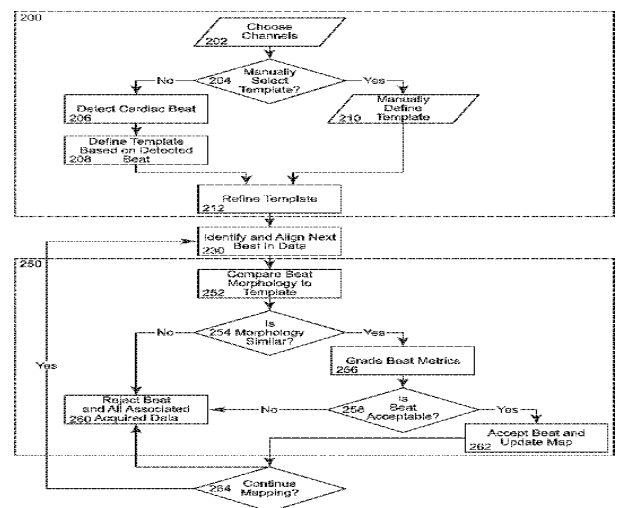 200
Choose
Channels
202
204
Manually
Select
Template?
No
Yes
Detect Cardiac Beat
206
Manually
Define
Template
210
Define Template
Based on Detected
Beat
208
Refine Template
212
Identify and Align Next
Beat in Data
230
250
Compare Beat
Morphology to
Template
252
Is
Morphology
Similar?
254
No
Yes
Yes
Grade Beat Metrics
256
Reject Beat
and All Associated
Acquired Data
260
No
Is
Beat
Acceptable?
258
Yes
Accept Beat and
Update Map
262
Continue
Mapping?
264